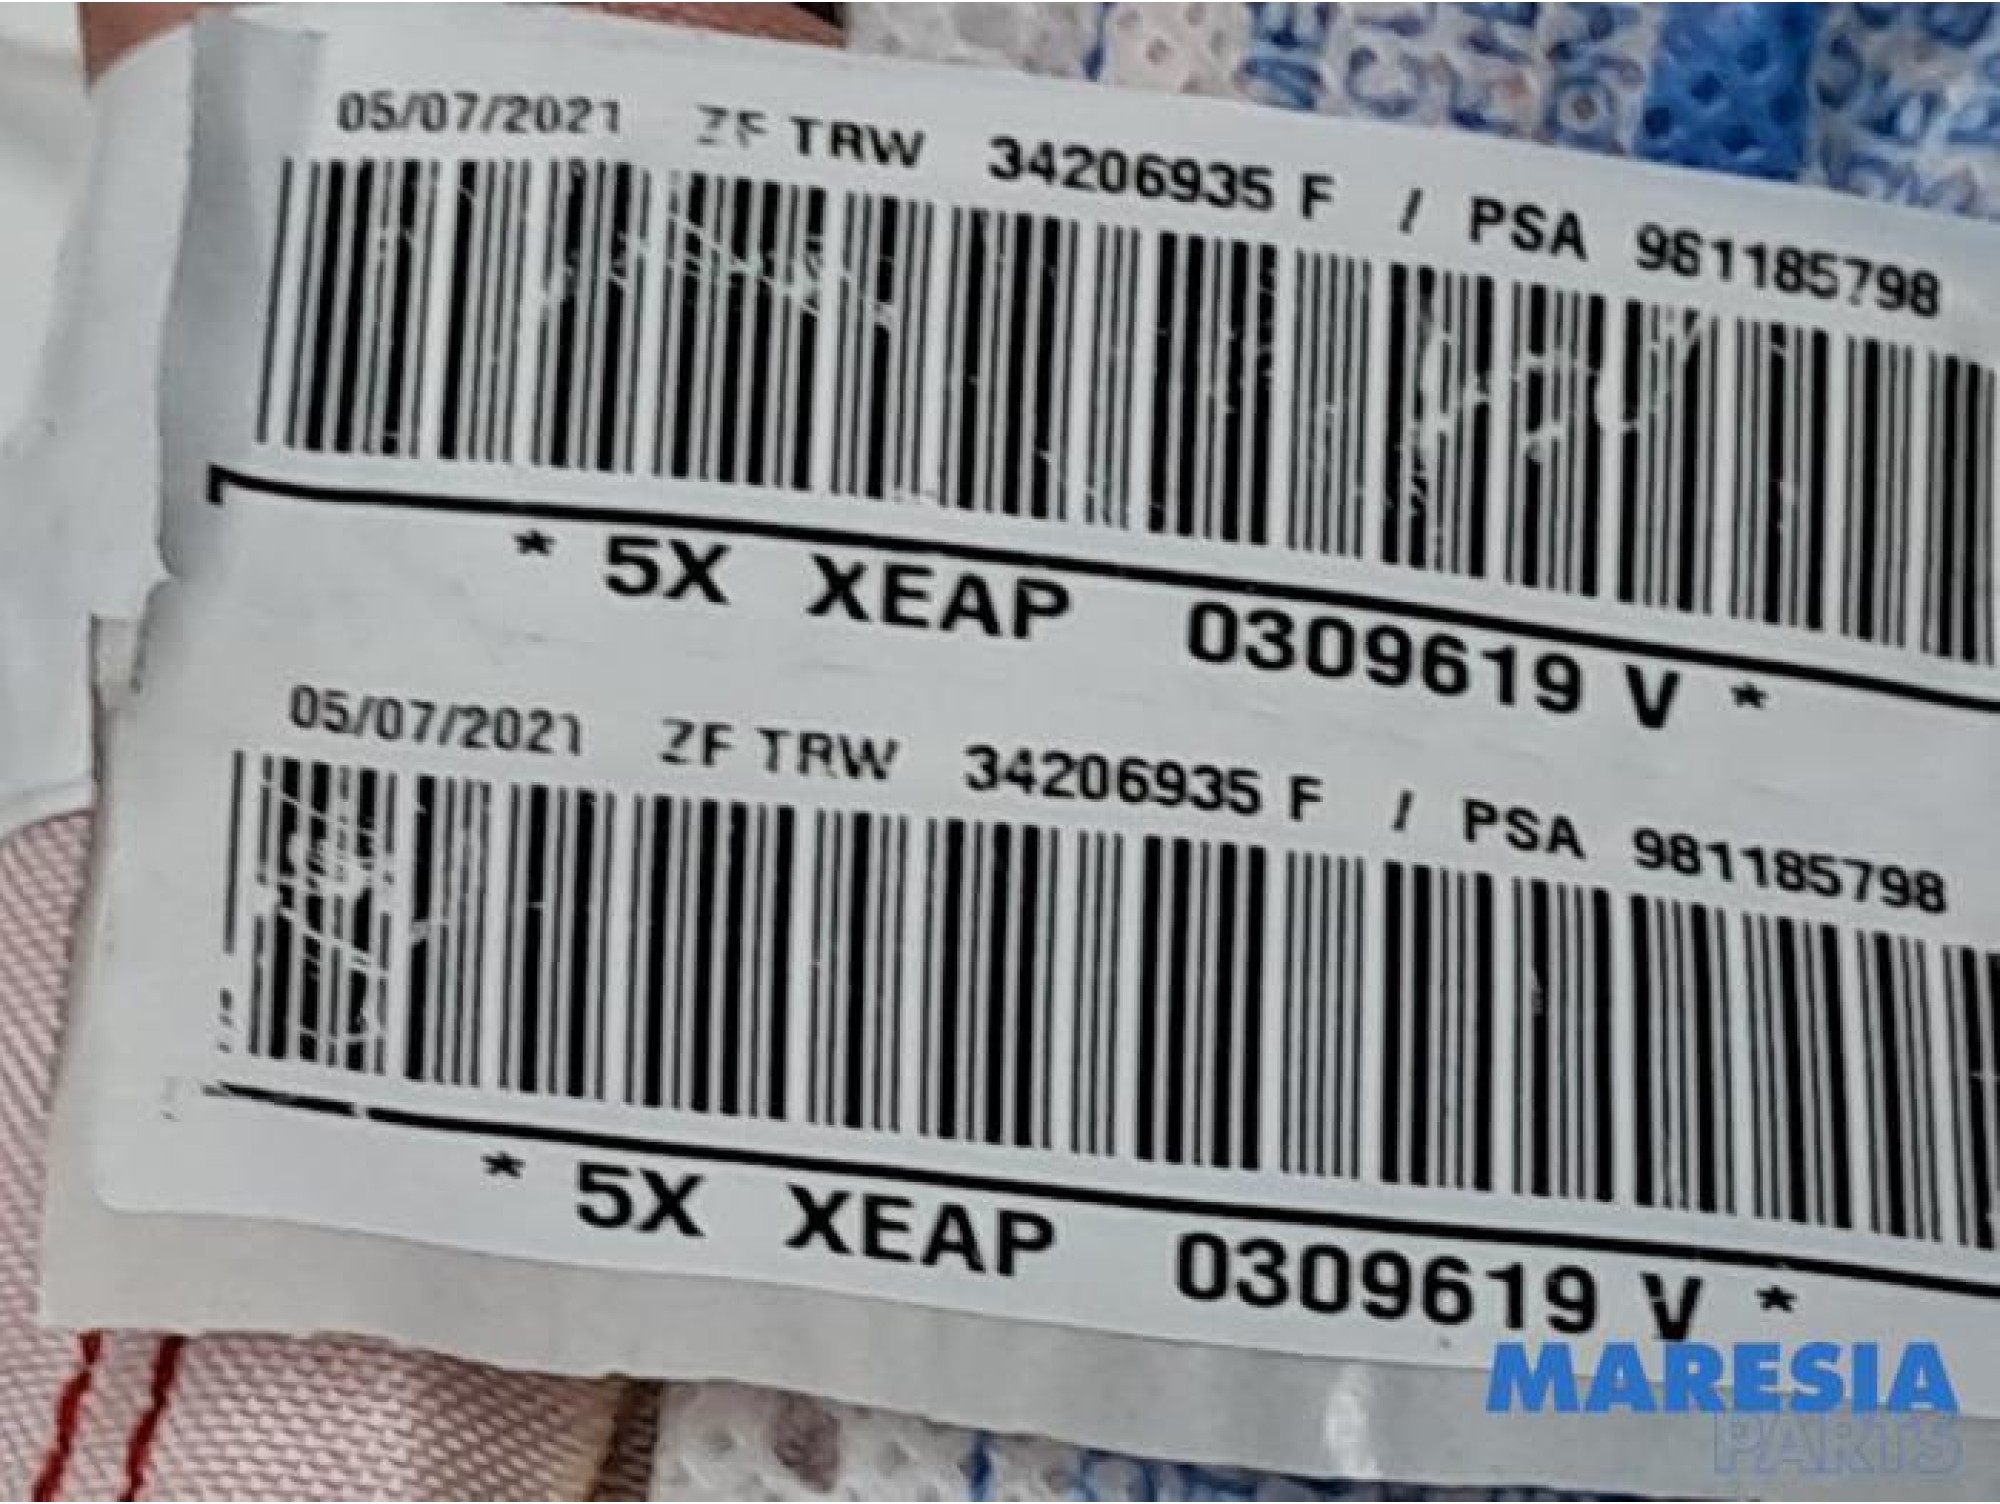 05/07/2021 ZF TRW 34206935 F / PSA 981185798
* 5X XEAP 0309619 V *
05/07/2021 ZF TRW 34206935 F / PSA 981185798
* 5X XEAP 0309619 V *
MARESIA
PARTS